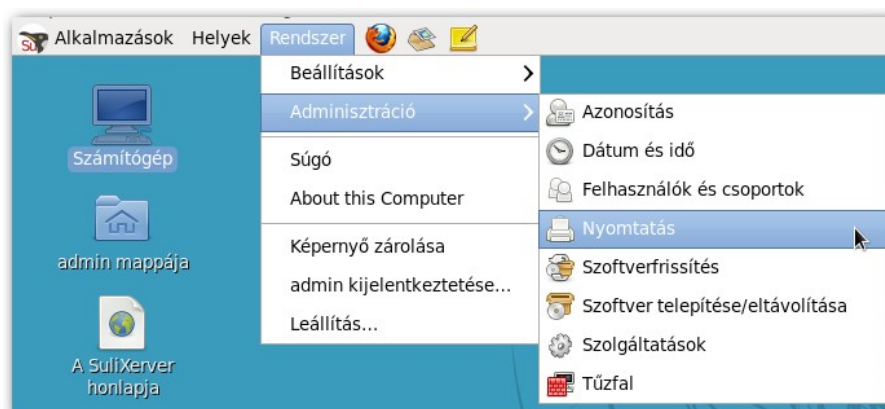 Alkalmazások Helyek Rendszer
Beállítások
Adminisztráció
Súgó
About this Computer
Képernyő zárolása
admin kijelentkeztetése...
Leállítás...
Azonosítás
Dátum és idő
Felhasználók és csoportok
Nyomtatás
Szoftverfrissítés
Szoftver telepítése/eltávolítása
Szolgáltatások
Tűzfal
Számítógép
admin mappája
A SuliXerver
honlapja